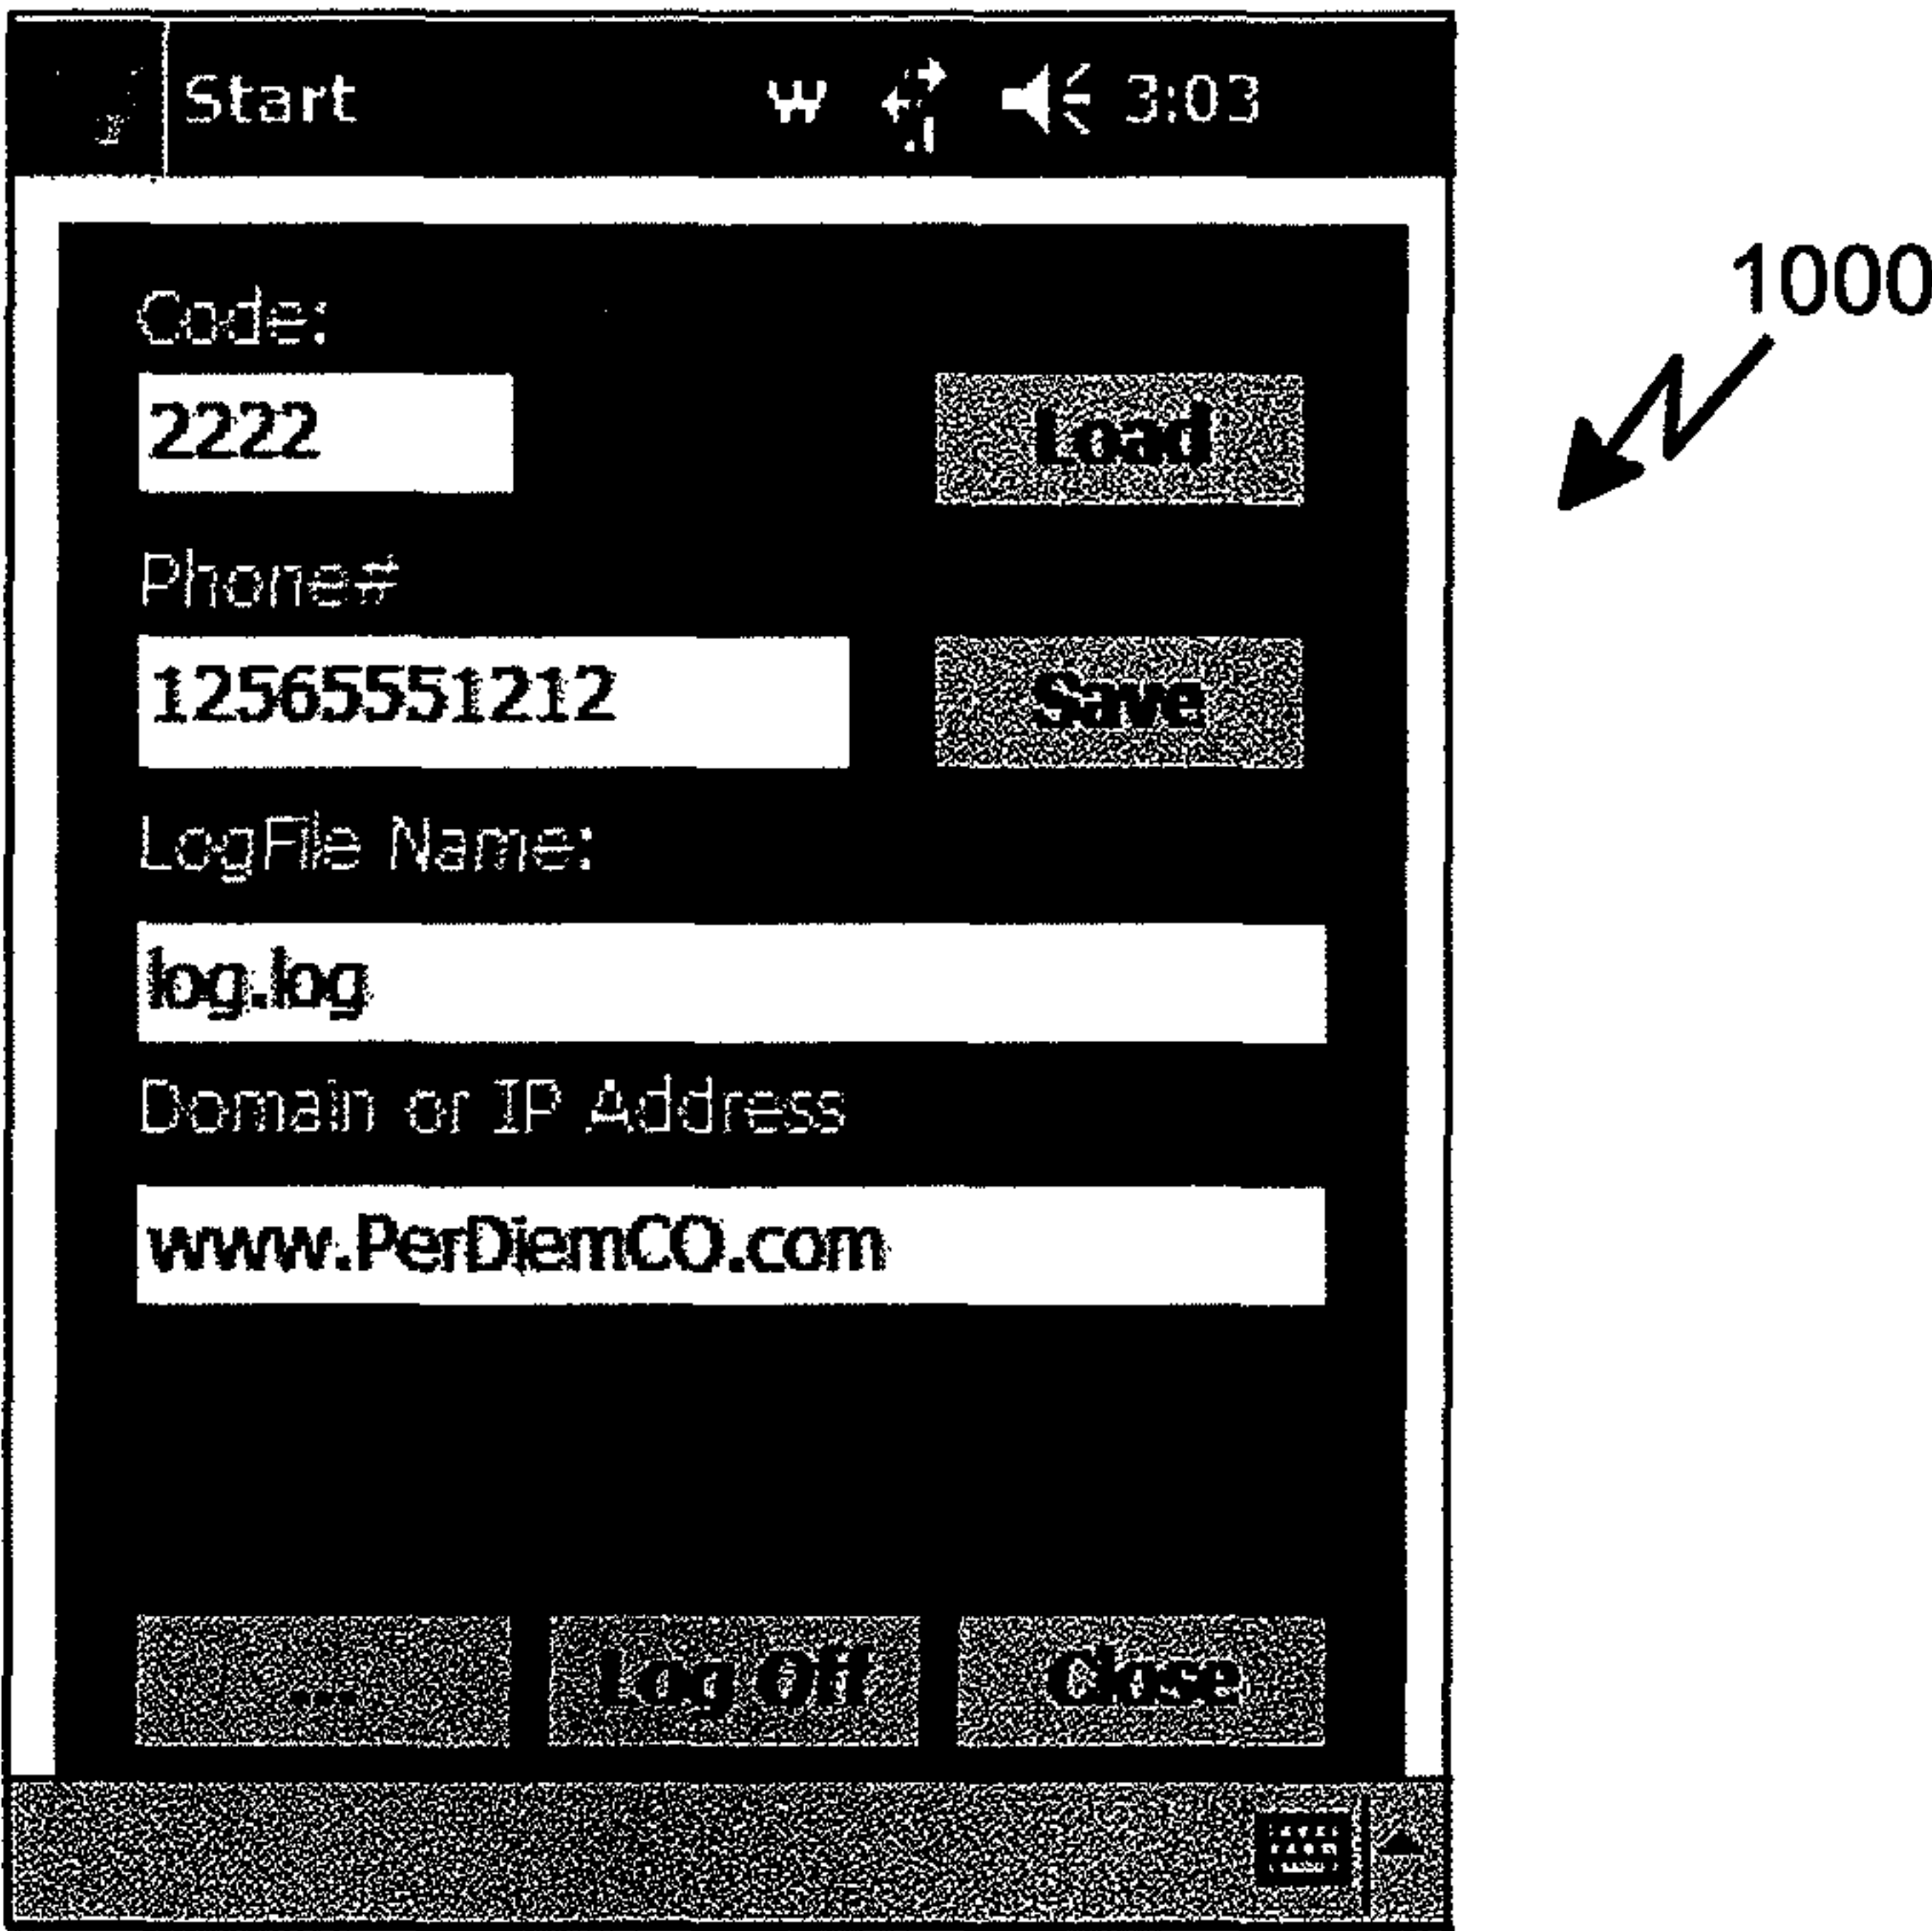 Start 3:03
1000
Code:
2222
Load
Phone#
12565551212
Save
LogFile Name:
log.log
Domain or IP Address
www.PerDiemCO.com
... Log Off Close